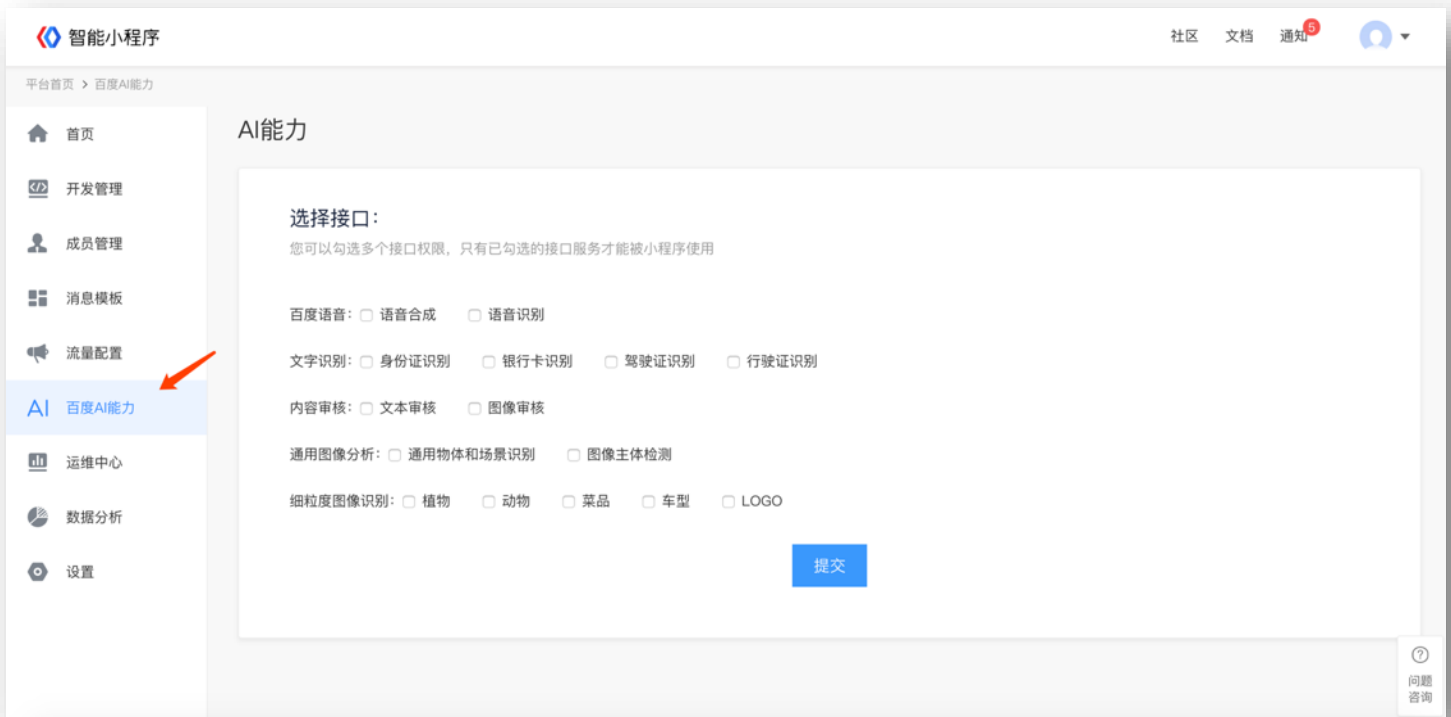 智能小程序 社区 文档 通知 5
平台首页 > 百度AI能力
首页
开发管理
成员管理
消息模板
流量配置
AI 百度AI能力
运维中心
数据分析
设置
AI能力
选择接口：
您可以勾选多个接口权限，只有已勾选的接口服务才能被小程序使用
百度语音： 语音合成 语音识别
文字识别： 身份证识别 银行卡识别 驾驶证识别 行驶证识别
内容审核： 文本审核 图像审核
通用图像分析： 通用物体和场景识别 图像主体检测
细粒度图像识别： 植物 动物 菜品 车型 LOGO
提交
问题
咨询